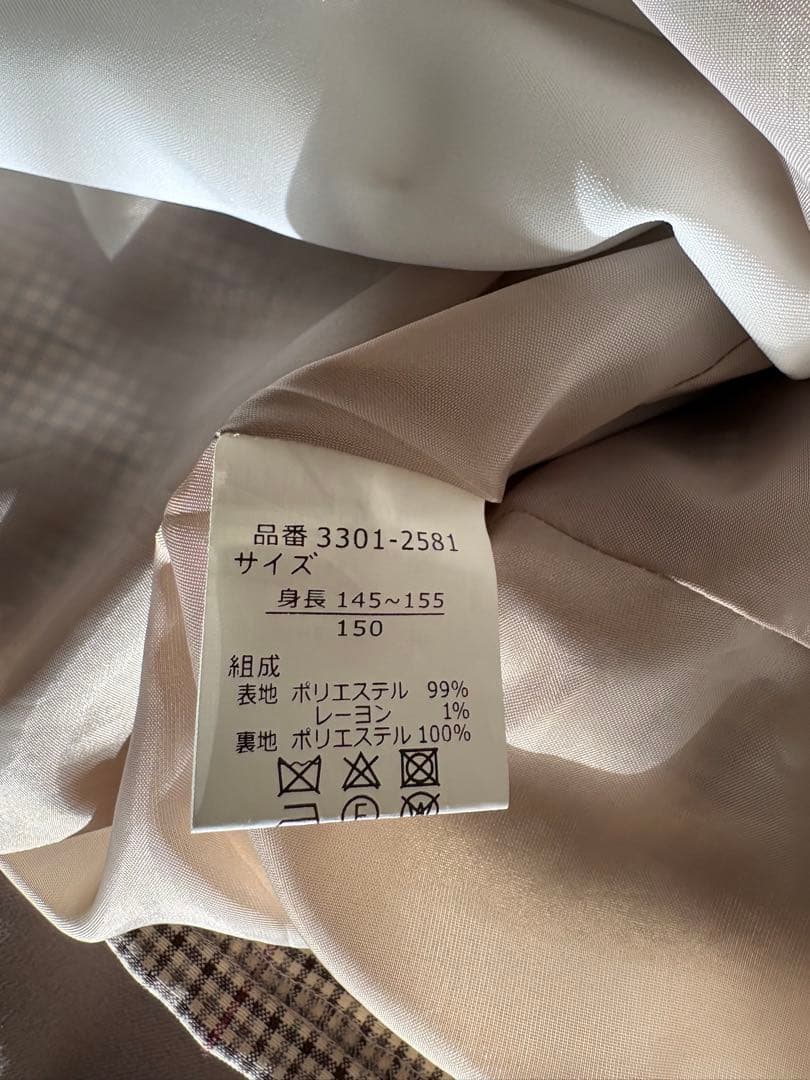 品番 3301-2581
サイズ
身長 145~155
150
組成
表地 ポリエステル 99%
レーヨン 1%
裏地 ポリエステル 100%